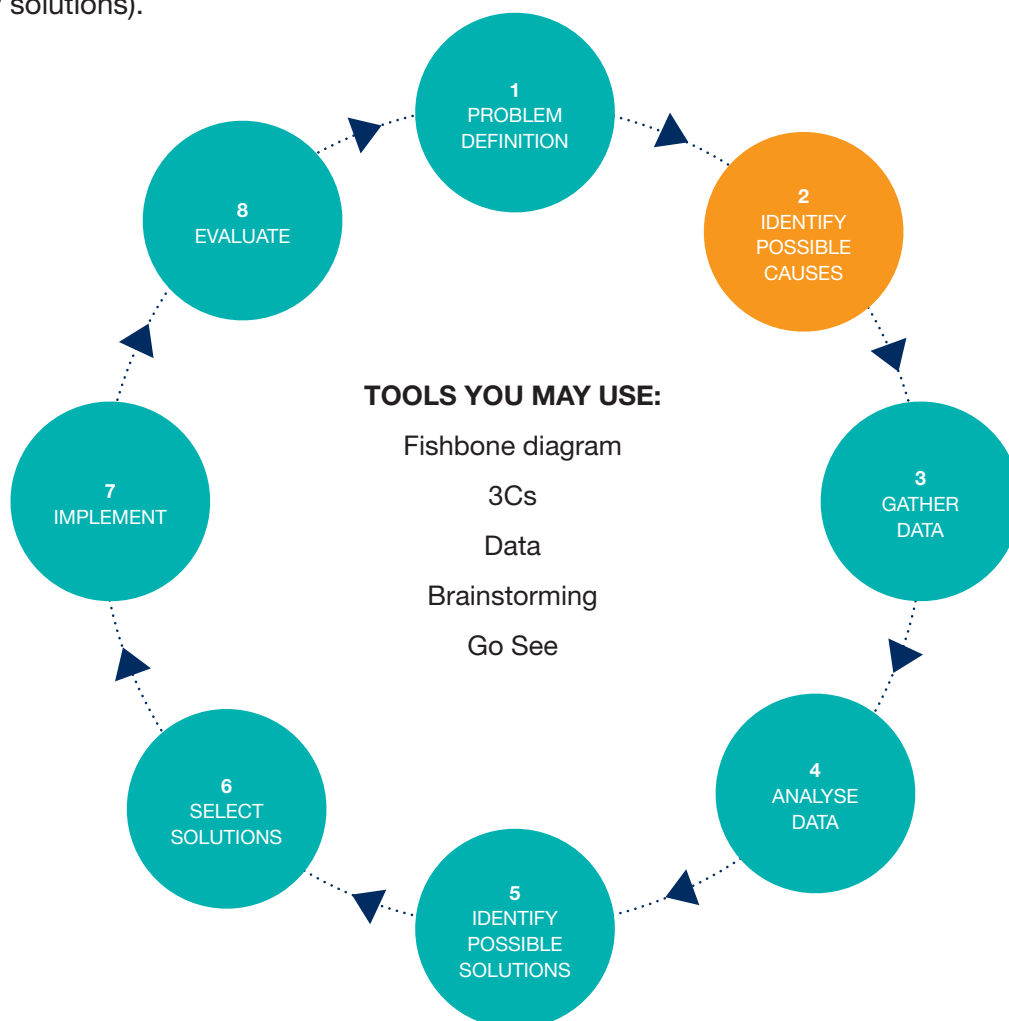 solutions).
1
PROBLEM
DEFINITION
2
IDENTIFY
POSSIBLE
CAUSES
3
GATHER
DATA
4
ANALYSE
DATA
5
IDENTIFY
POSSIBLE
SOLUTIONS
6
SELECT
SOLUTIONS
7
IMPLEMENT
8
EVALUATE
TOOLS YOU MAY USE:
Fishbone diagram
3Cs
Data
Brainstorming
Go See